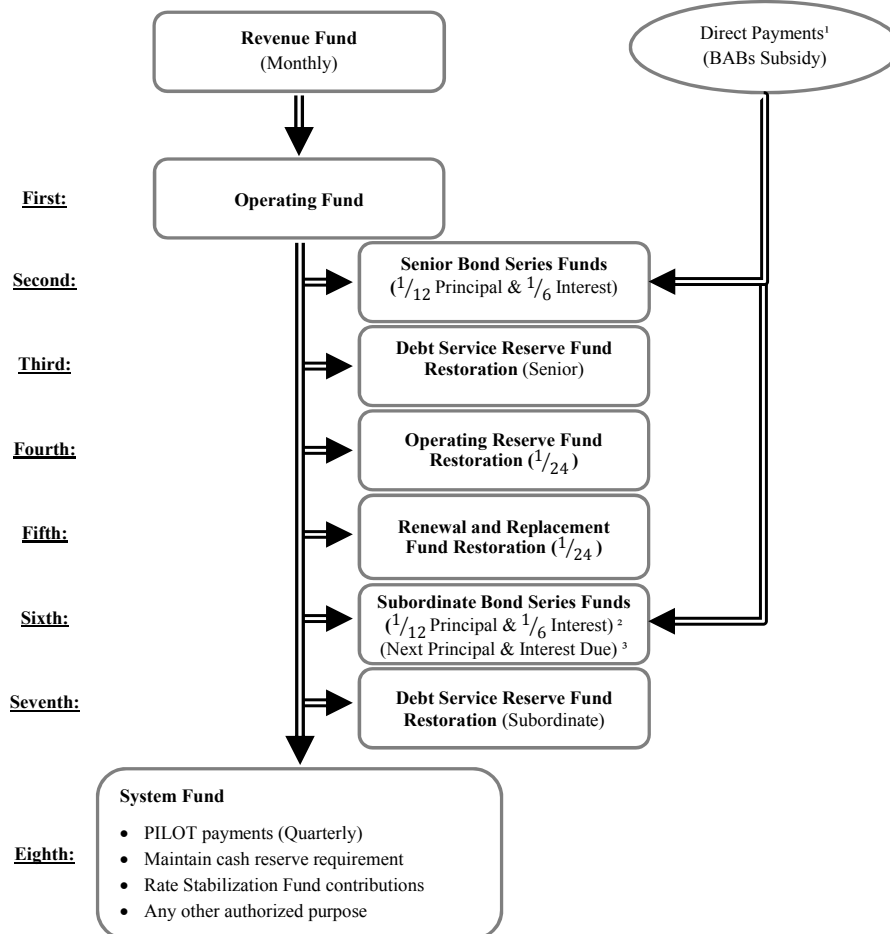 Revenue Fund
(Monthly)
Direct Payments¹
(BABs Subsidy)
First:
Operating Fund
Second:
Senior Bond Series Funds
(1/12 Principal & 1/6 Interest)
Third:
Debt Service Reserve Fund
Restoration (Senior)
Fourth:
Operating Reserve Fund
Restoration (1/24)
Fifth:
Renewal and Replacement
Fund Restoration (1/24)
Sixth:
Subordinate Bond Series Funds
(1/12 Principal & 1/6 Interest) ²
(Next Principal & Interest Due) ³
Seventh:
Debt Service Reserve Fund
Restoration (Subordinate)
Eighth:
System Fund
• PILOT payments (Quarterly)
• Maintain cash reserve requirement
• Rate Stabilization Fund contributions
• Any other authorized purpose